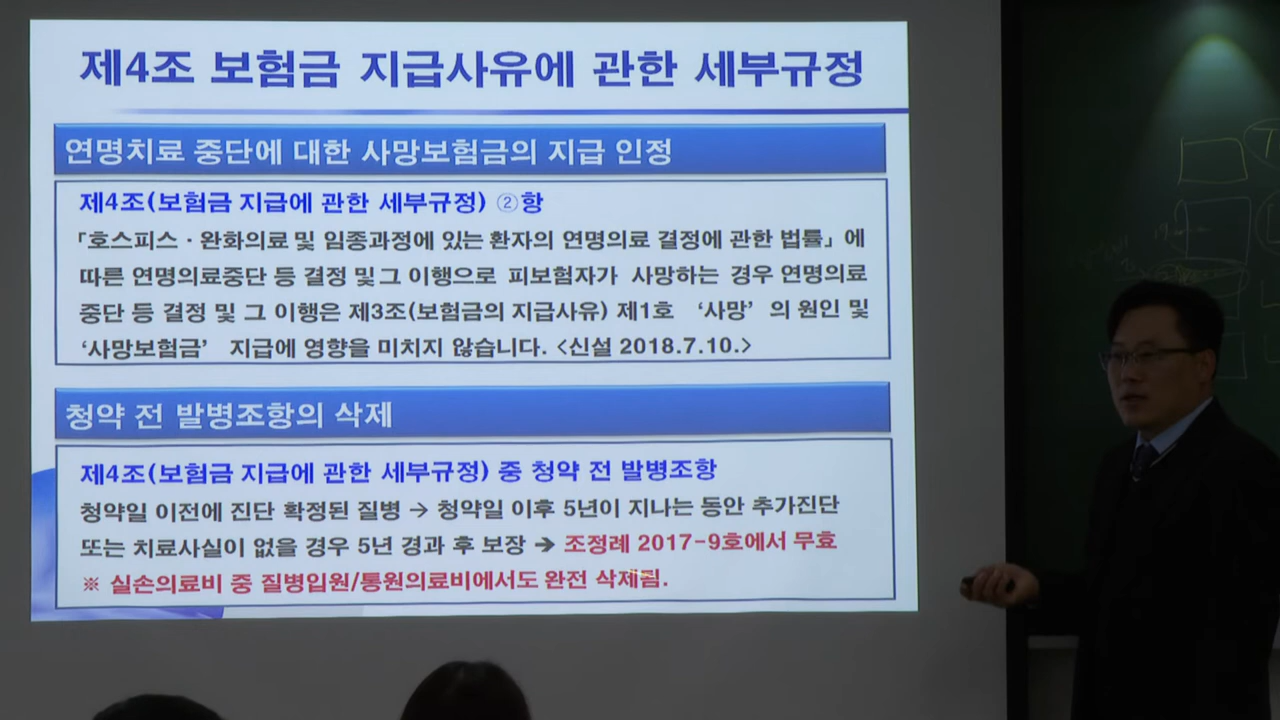 제4조 보험금 지급사유에 관한 세부규정
연명치료 중단에 대한 사망보험금의 지급 인정
제4조(보험금 지급에 관한 세부규정) ②항
「호스피스·완화의료 및 임종과정에 있는 환자의 연명의료 결정에 관한 법률」에
따른 연명의료중단 등 결정 및 그 이행으로 피보험자가 사망하는 경우 연명의료
중단 등 결정 및 그 이행은 제3조(보험금의 지급사유) 제1호 ‘사망’의 원인 및
‘사망보험금’ 지급에 영향을 미치지 않습니다. <신설 2018.7.10.>
청약 전 발병조항의 삭제
제4조(보험금 지급에 관한 세부규정) 중 청약 전 발병조항
청약일 이전에 진단 확정된 질병 → 청약일 이후 5년이 지나는 동안 추가진단
또는 치료사실이 없을 경우 5년 경과 후 보장 → 조정례 2017-9호에서 무효
※ 실손의료비 중 질병입원/통원의료비에서도 완전 삭제됨.